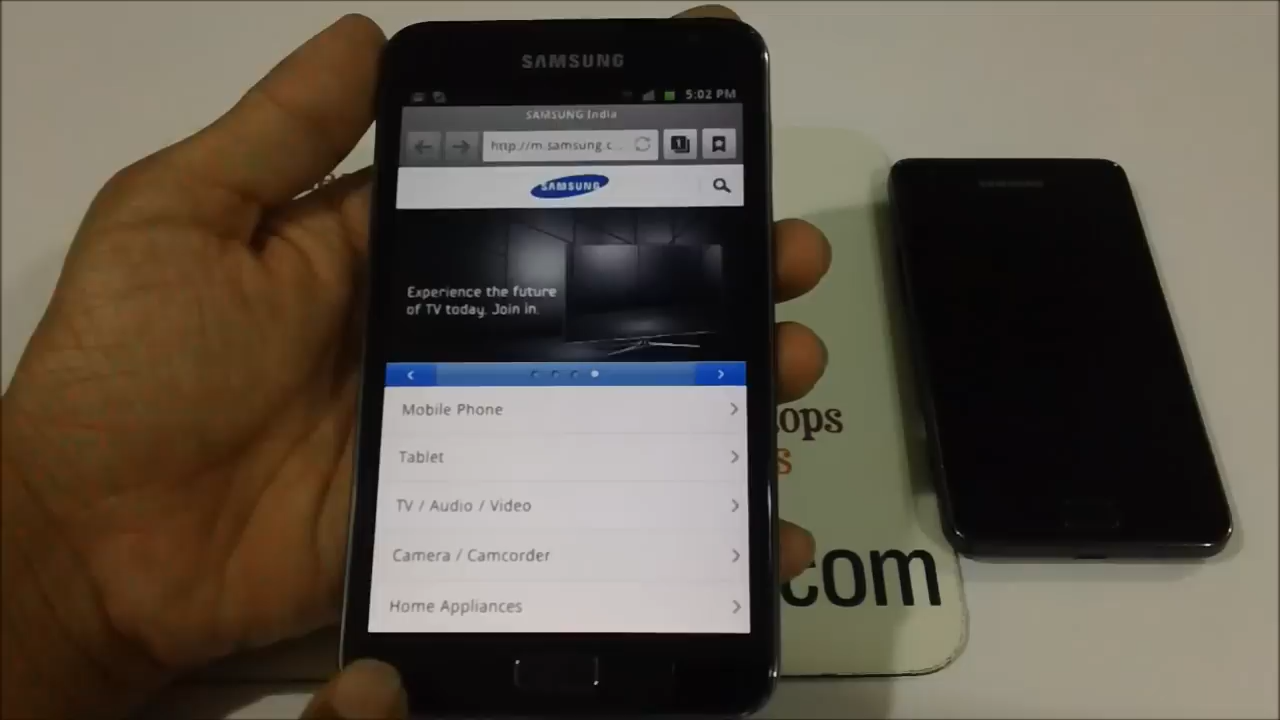 SAMSUNG
5:02 PM
SAMSUNG India
http://m.samsung.c...
1
SAMSUNG
Experience the future
of TV today. Join in.
Mobile Phone
Tablet
TV / Audio / Video
Camera / Camcorder
Home Appliances
ops
s
.com